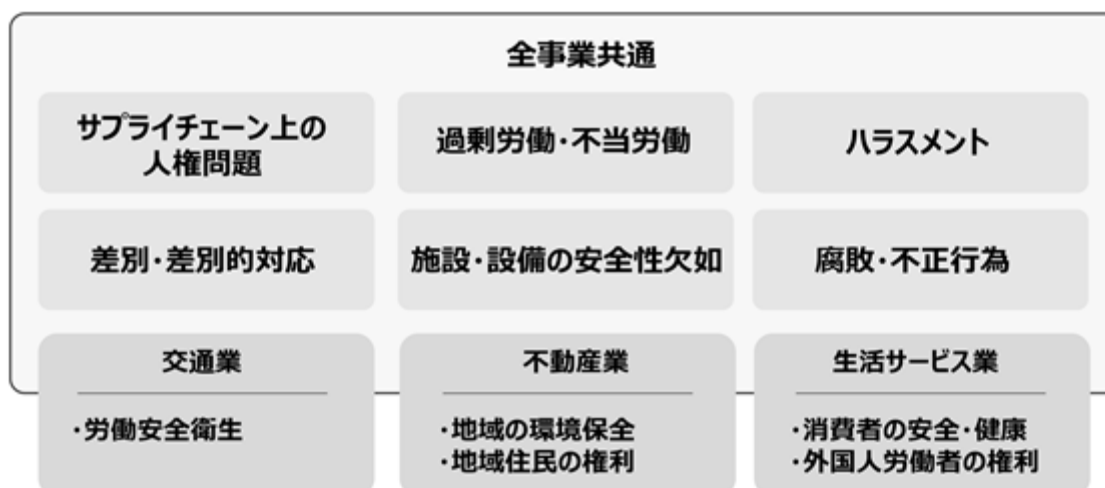 全事業共通
サプライチェーン上の
人権問題
過剰労働・不当労働
ハラスメント
差別・差別的対応
施設・設備の安全性欠如
腐敗・不正行為
交通業
・労働安全衛生
不動産業
・地域の環境保全
・地域住民の権利
生活サービス業
・消費者の安全・健康
・外国人労働者の権利